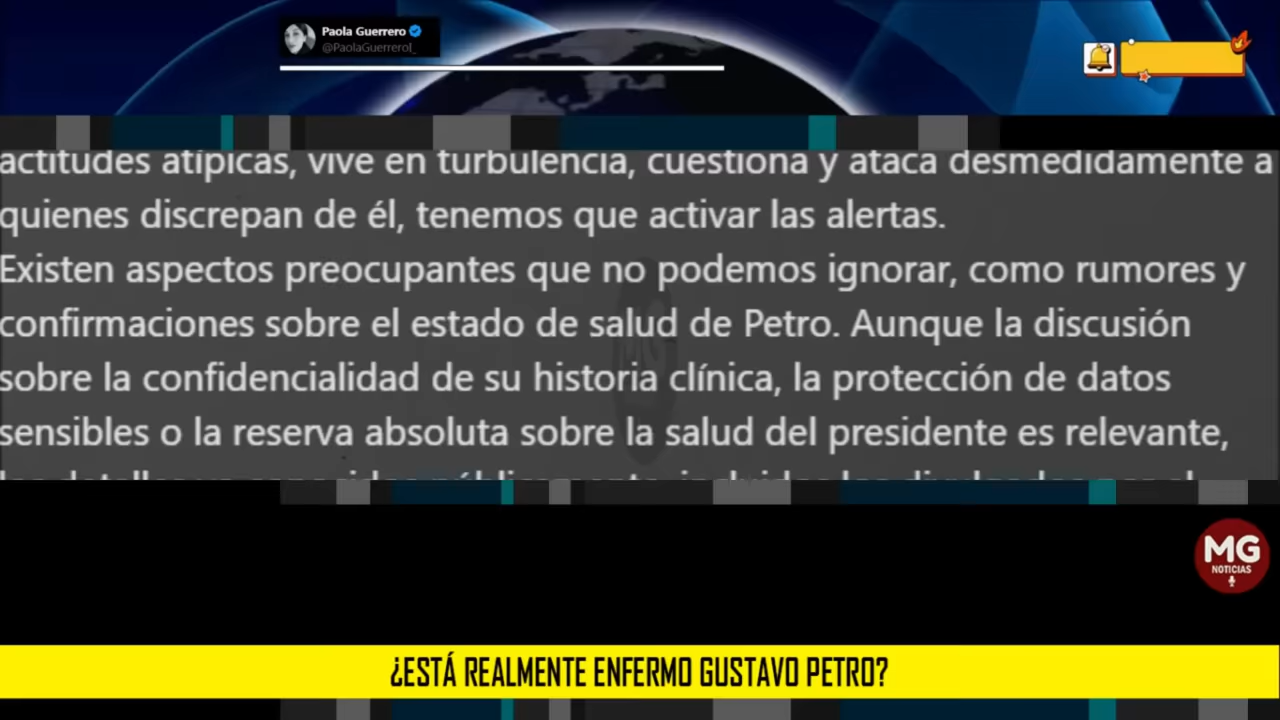 Paola Guerrero
@PaolaGuerrerol_
actitudes atípicas, vive en turbulencia, cuestiona y ataca desmedidamente a
quienes discrepan de él, tenemos que activar las alertas.
Existen aspectos preocupantes que no podemos ignorar, como rumores y
confirmaciones sobre el estado de salud de Petro. Aunque la discusión
sobre la confidencialidad de su historia clínica, la protección de datos
sensibles o la reserva absoluta sobre la salud del presidente es relevante,
MG
MG
NOTICIAS
¿ESTÁ REALMENTE ENFERMO GUSTAVO PETRO?